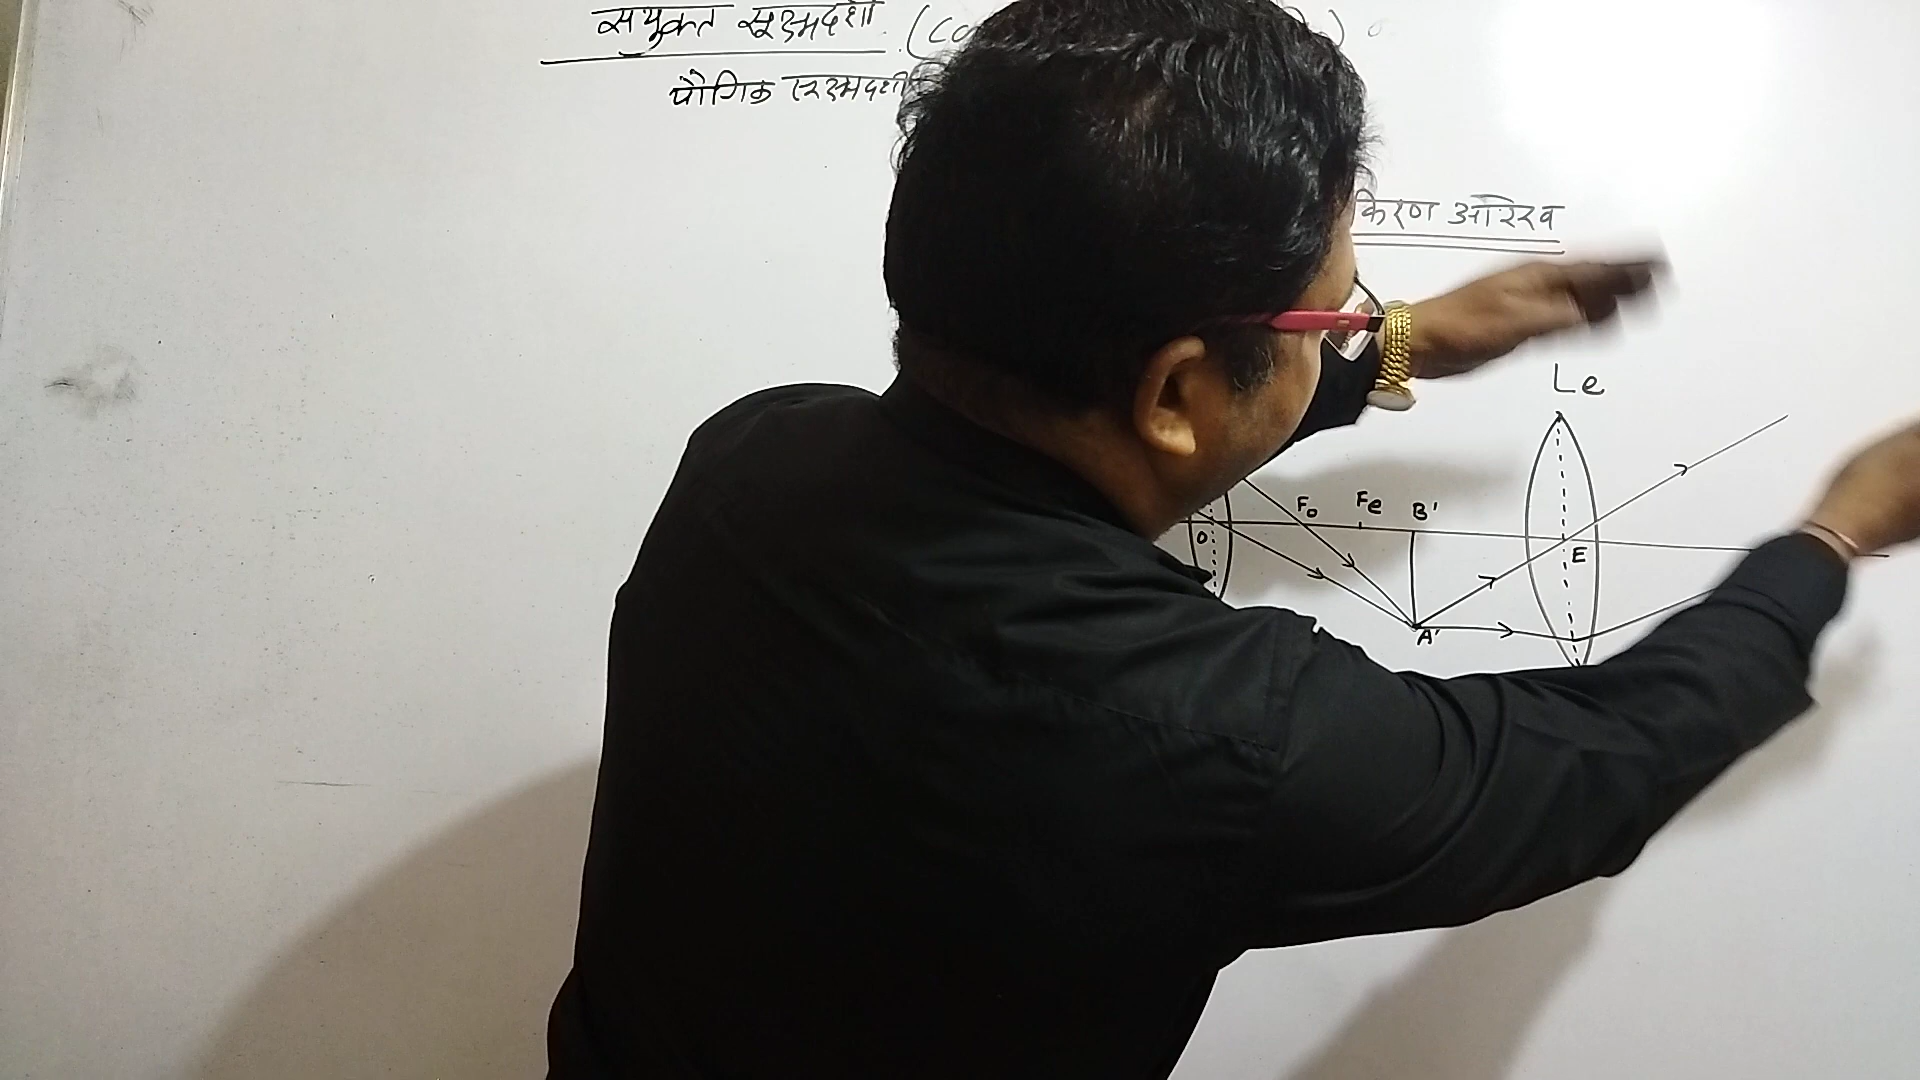 संयुक्त सूक्ष्मदर्शी (Co )
यौगिक सूक्ष्मदर्शी
किरण आरेख
Le
Fo Fe B'
O E
A'